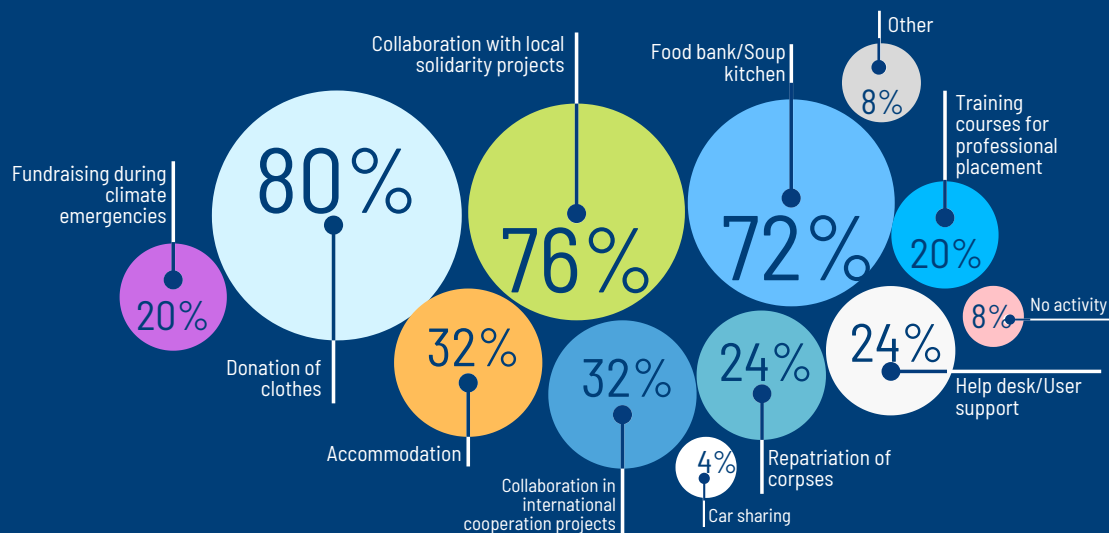 Other
8%
Collaboration with local
solidarity projects
76%
Food bank/Soup
kitchen
72%
Training
courses for
professional
placement
20%
Fundraising during
climate
emergencies
20%
80%
Donation of
clothes
32%
Accommodation
32%
Collaboration in
international
cooperation projects
24%
Repatriation of
corpses
24%
Help desk/User
support
8%
No activity
4%
Car sharing